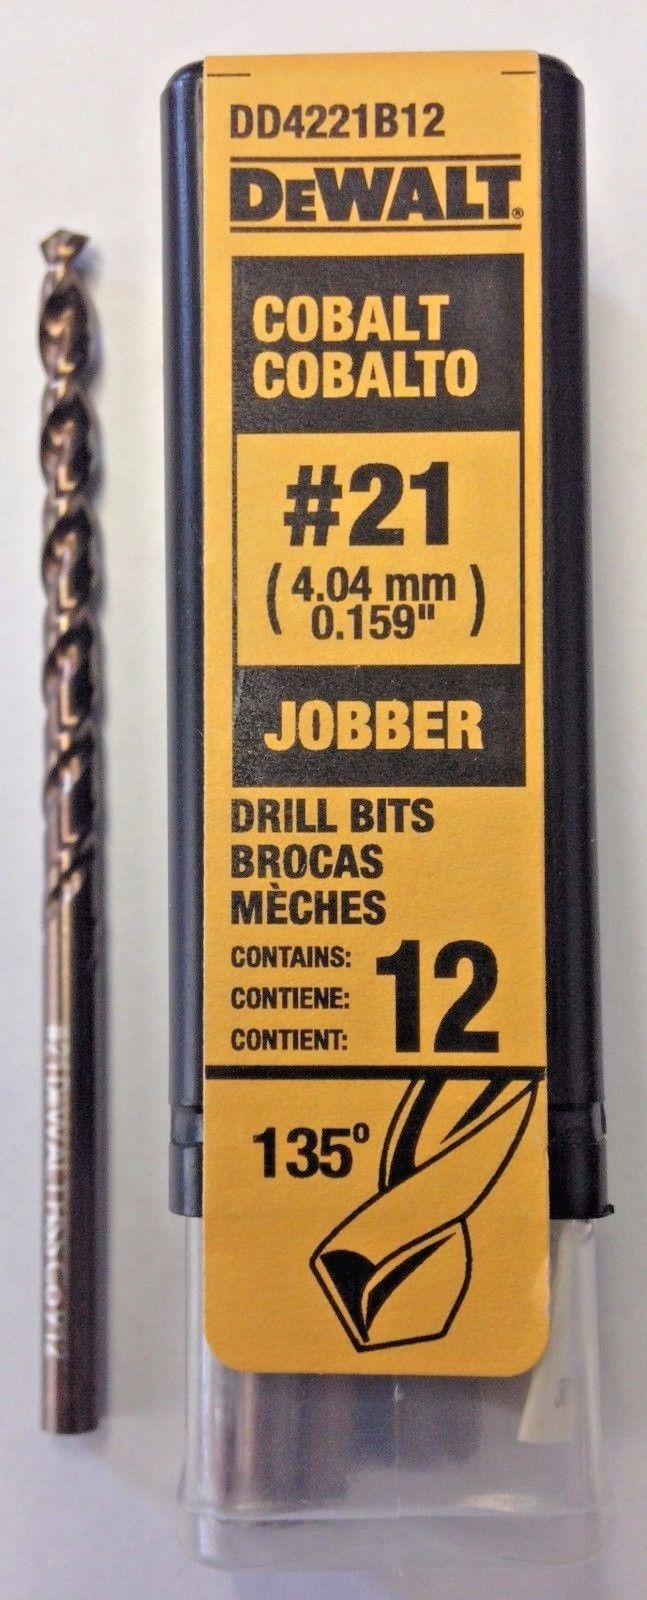 DD4221B12
DEWALT®
COBALT
COBALTO
#21
(4.04 mm
0.159")
JOBBER
DRILL BITS
BROCAS
MÈCHES
CONTAINS:
CONTIENE:
CONTIENT:
12
135°